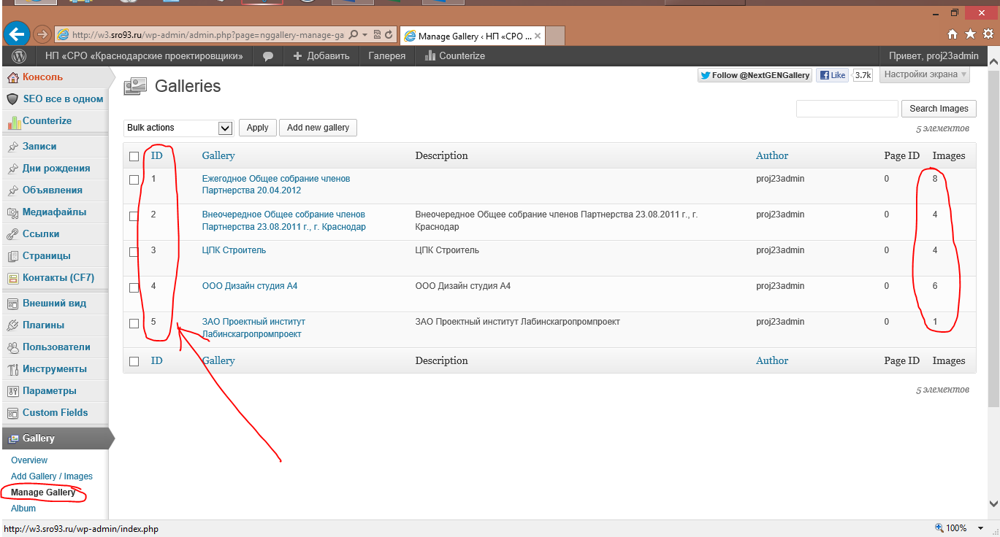 http://w3.sro93.ru/wp-admin/admin.php?page=nggallery-manage-ga
Manage Gallery ‹ НП «СРО ...
НП «СРО «Краснодарские проектировщики»
Добавить
Галерея
Counterize
Привет, proj23admin
Консоль
SEO все в одном
Counterize
Записи
Дни рождения
Объявления
Медиафайлы
Ссылки
Страницы
Контакты (CF7)
Внешний вид
Плагины
Пользователи
Инструменты
Параметры
Custom Fields
Gallery
Overview
Add Gallery / Images
Manage Gallery
Album
Galleries
Follow @NextGENGallery
Like
3.7k
Настройки экрана
Search Images
Bulk actions
Apply
Add new gallery
5 элементов
ID Gallery Description Author Page ID Images
1 Ежегодное Общее собрание членов proj23admin 0 8
Партнерства 20.04.2012
2 Внеочередное Общее собрание членов Внеочередное Общее собрание членов Партнерства 23.08.2011 г., г. proj23admin 0 4
Партнерства 23.08.2011 г., г. Краснодар Краснодар
3 ЦПК Строитель ЦПК Строитель proj23admin 0 4
4 ООО Дизайн студия А4 ООО Дизайн студия А4 proj23admin 0 6
5 ЗАО Проектный институт ЗАО Проектный институт Лабинскагропромпроект proj23admin 0 1
Лабинскагропромпроект
ID Gallery Description Author Page ID Images
5 элементов
http://w3.sro93.ru/wp-admin/index.php
100%